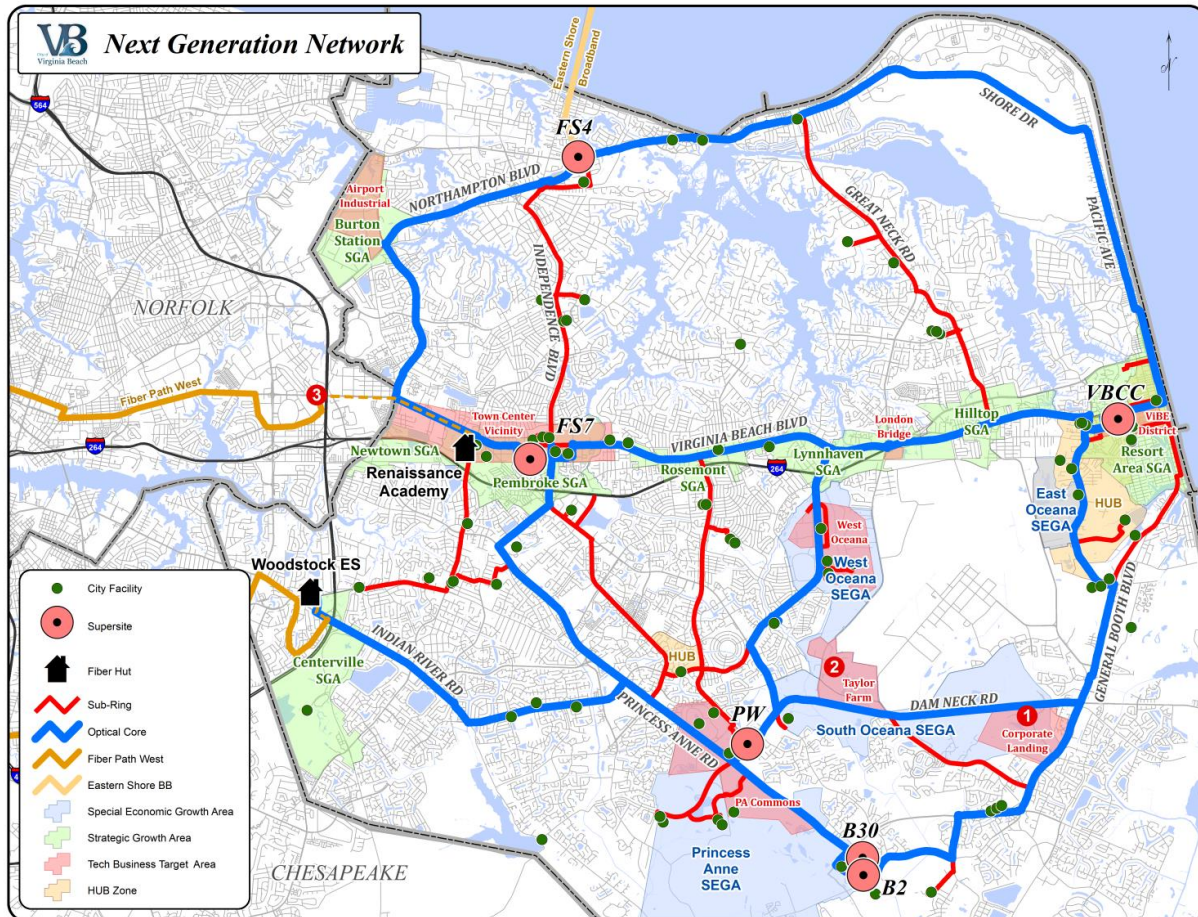 VB
City of
Virginia Beach
Next Generation Network
Eastern Shore
Broadband
N
564
FS4
SHORE DR
NORTHAMPTON BLVD
Airport
Industrial
Burton
Station
SGA
GREAT NECK RD
PACIFIC AVE
INDEPENDENCE BLVD
NORFOLK
Fiber Path West
3
264
Town Center
Vicinity
FS7
Newtown SGA
Renaissance
Academy
Pembroke SGA
VIRGINIA BEACH BLVD
Rosemont
SGA
264
Lynnhaven
SGA
London
Bridge
Hilltop
SGA
VBCC
ViBE
District
Resort
Area SGA
East
Oceana
SEGA
HUB
West
Oceana
West
Oceana
SEGA
Woodstock ES
Centerville
SGA
INDIAN RIVER RD
HUB
2
Taylor
Farm
GENERAL BOOTH BLVD
DAM NECK RD
South Oceana SEGA
1
Corporate
Landing
PRINCESS ANNE RD
PW
PA Commons
Princess
Anne
SEGA
B30
B2
CHESAPEAKE
City Facility
Supersite
Fiber Hut
Sub-Ring
Optical Core
Fiber Path West
Eastern Shore BB
Special Economic Growth Area
Strategic Growth Area
Tech Business Target Area
HUB Zone